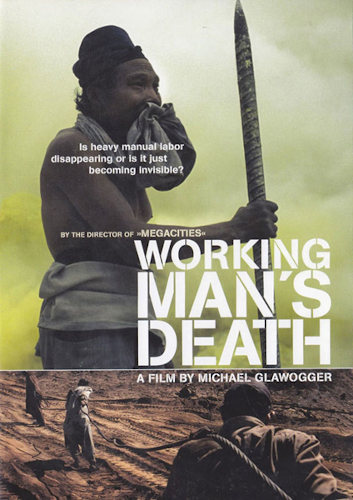 Is heavy manual labor
disappearing or is it just
becoming invisible?
BY THE DIRECTOR OF »MEGACITIES«
WORKING
MAN'S
DEATH
A FILM BY MICHAEL GLAWOGGER